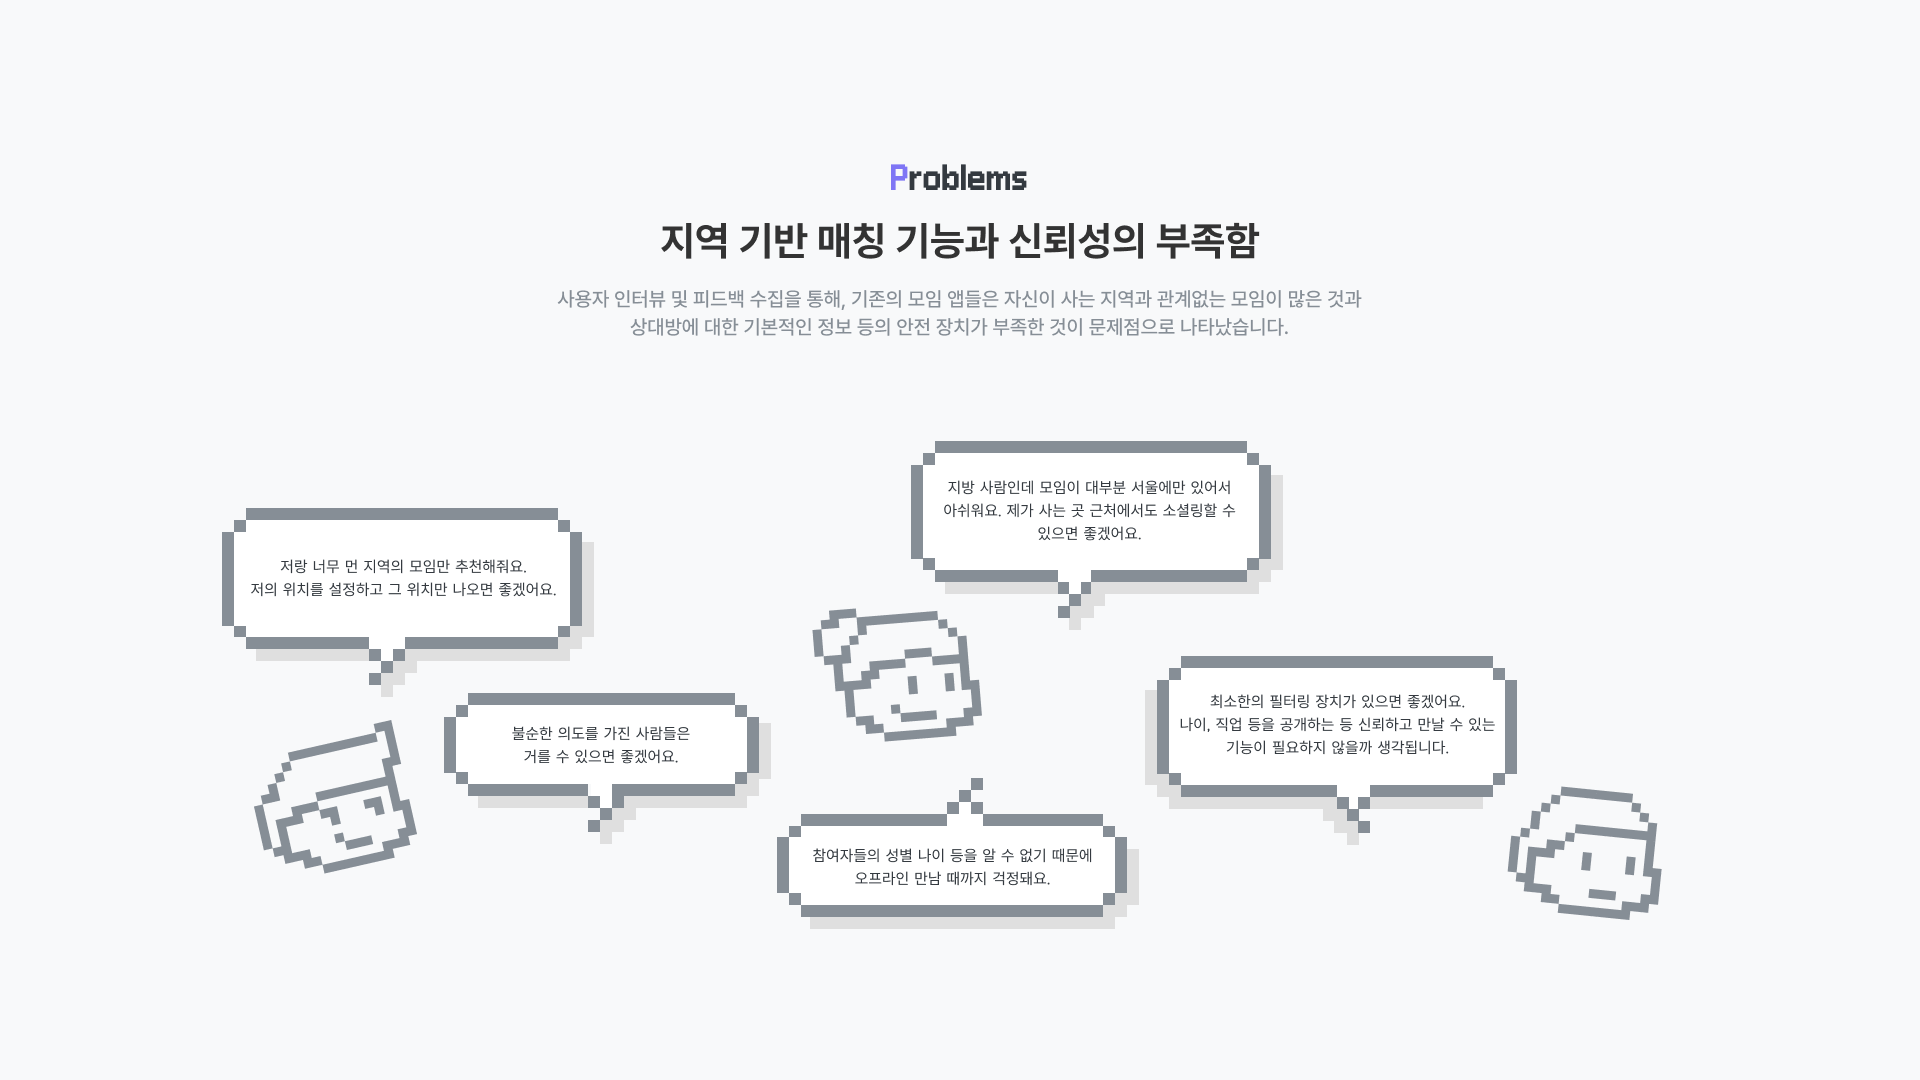 Problems
지역 기반 매칭 기능과 신뢰성의 부족함
사용자 인터뷰 및 피드백 수집을 통해, 기존의 모임 앱들은 자신이 사는 지역과 관계없는 모임이 많은 것과
상대방에 대한 기본적인 정보 등의 안전 장치가 부족한 것이 문제점으로 나타났습니다.
저랑 너무 먼 지역의 모임만 추천해줘요.
저의 위치를 설정하고 그 위치만 나오면 좋겠어요.
불순한 의도를 가진 사람들은
거를 수 있으면 좋겠어요.
지방 사람인데 모임이 대부분 서울에만 있어서
아쉬워요. 제가 사는 곳 근처에서도 소셜링할 수
있으면 좋겠어요.
참여자들의 성별 나이 등을 알 수 없기 때문에
오프라인 만남 때까지 걱정돼요.
최소한의 필터링 장치가 있으면 좋겠어요.
나이, 직업 등을 공개하는 등 신뢰하고 만날 수 있는
기능이 필요하지 않을까 생각됩니다.